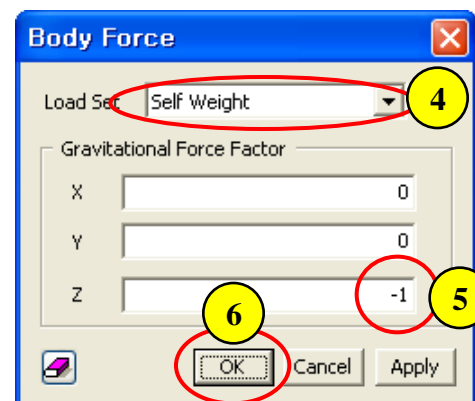 Body Force
Load Set Self Weight 4
Gravitational Force Factor
X 0
Y 0
Z -1 5
6
OK Cancel Apply